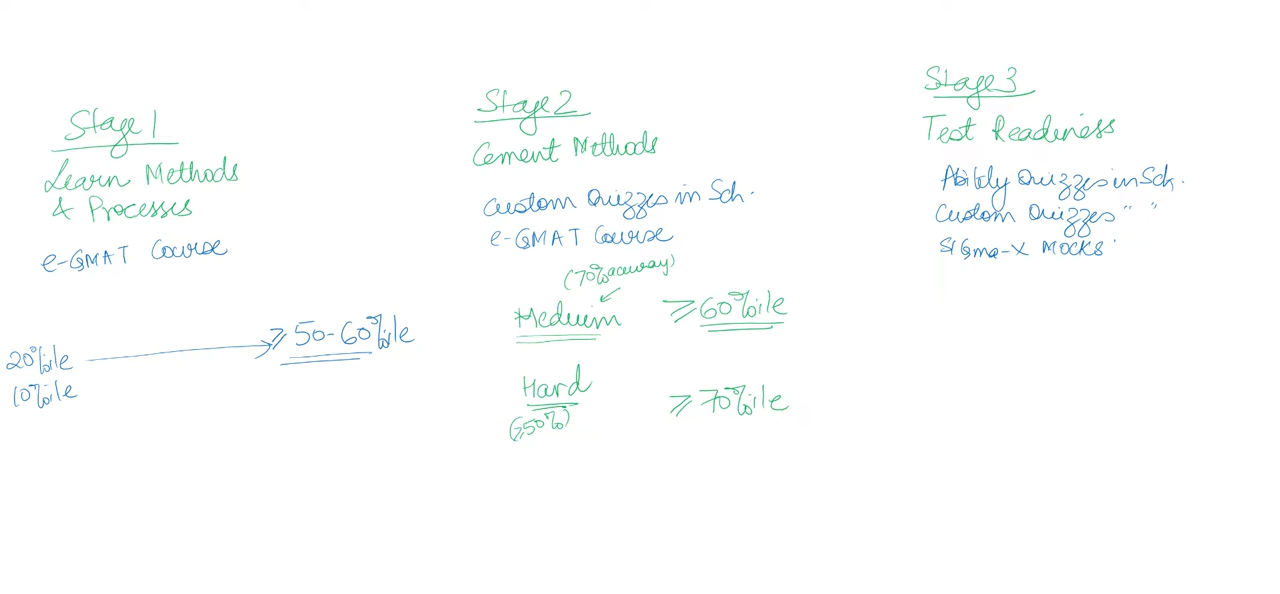 Stage 1
Learn Methods
& Processes
e-GMAT Course
20%ile
10%ile
≥ 50-60%ile
Stage 2
Cement Methods
Custom Quizzes in Sch.
e-GMAT Course
(70% accuracy)
Medium
≥ 60%ile
Hard
(≥50%)
≥ 70%ile
Stage 3
Test Readiness
Ability Quizzes in Sch.
Custom Quizzes " "
SIGma-X MOCKS